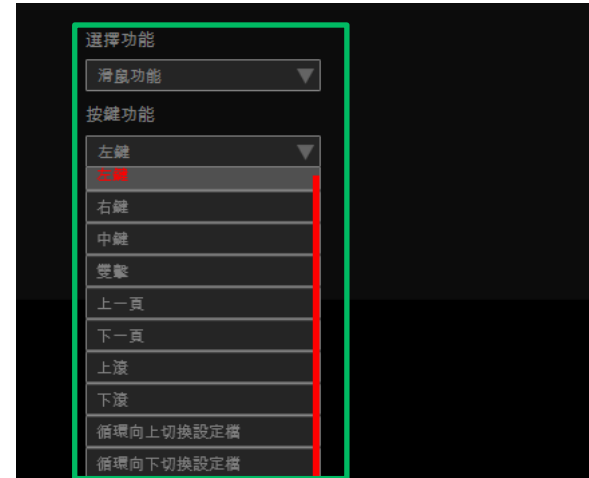 選擇功能
滑鼠功能
按鍵功能
左鍵
左鍵
右鍵
中鍵
雙擊
上一頁
下一頁
上滾
下滾
循環向上切換設定檔
循環向下切換設定檔